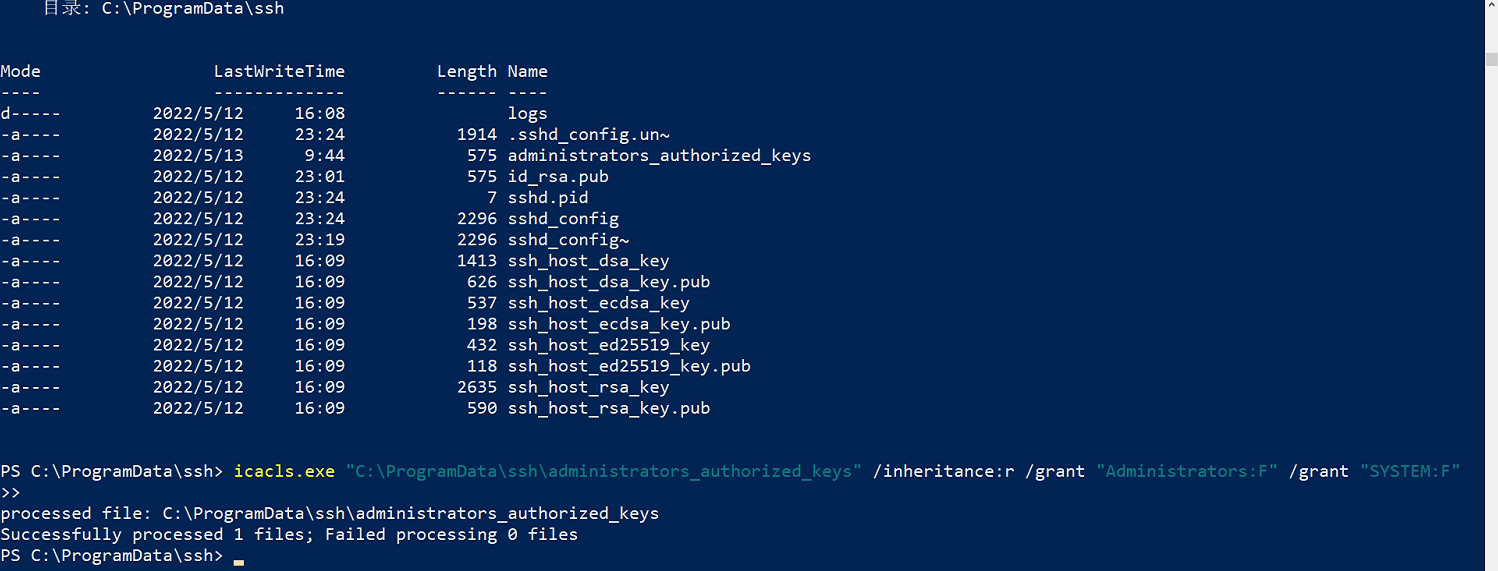 目录: C:\ProgramData\ssh
Mode LastWriteTime Length Name
---- ------------- ------ ----
d----- 2022/5/12 16:08 logs
-a---- 2022/5/12 23:24 1914 .sshd_config.un~
-a---- 2022/5/13 9:44 575 administrators_authorized_keys
-a---- 2022/5/12 23:01 575 id_rsa.pub
-a---- 2022/5/12 23:24 7 sshd.pid
-a---- 2022/5/12 23:24 2296 sshd_config
-a---- 2022/5/12 23:19 2296 sshd_config~
-a---- 2022/5/12 16:09 1413 ssh_host_dsa_key
-a---- 2022/5/12 16:09 626 ssh_host_dsa_key.pub
-a---- 2022/5/12 16:09 537 ssh_host_ecdsa_key
-a---- 2022/5/12 16:09 198 ssh_host_ecdsa_key.pub
-a---- 2022/5/12 16:09 432 ssh_host_ed25519_key
-a---- 2022/5/12 16:09 118 ssh_host_ed25519_key.pub
-a---- 2022/5/12 16:09 2635 ssh_host_rsa_key
-a---- 2022/5/12 16:09 590 ssh_host_rsa_key.pub
PS C:\ProgramData\ssh> icacls.exe "C:\ProgramData\ssh\administrators_authorized_keys" /inheritance:r /grant "Administrators:F" /grant "SYSTEM:F"
>>
processed file: C:\ProgramData\ssh\administrators_authorized_keys
Successfully processed 1 files; Failed processing 0 files
PS C:\ProgramData\ssh>